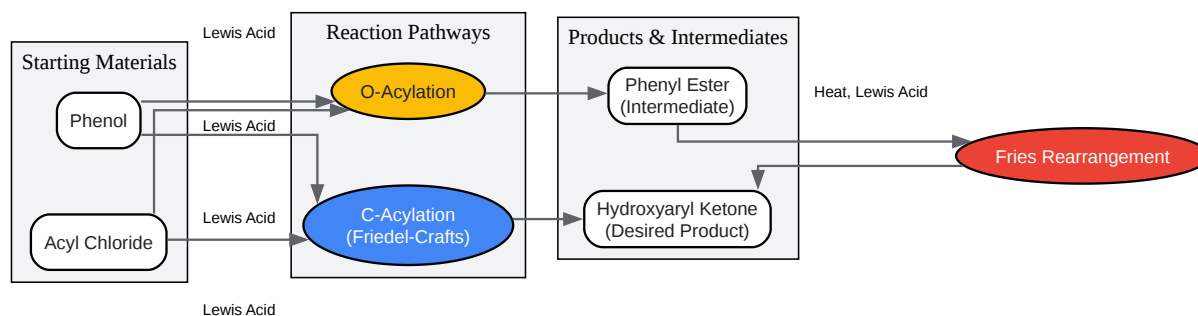 Starting Materials
Phenol
Acyl Chloride
Lewis Acid
Lewis Acid
Lewis Acid
Lewis Acid
Reaction Pathways
O-Acylation
C-Acylation
(Friedel-Crafts)
Products & Intermediates
Phenyl Ester
(Intermediate)
Hydroxyaryl Ketone
(Desired Product)
Heat, Lewis Acid
Fries Rearrangement